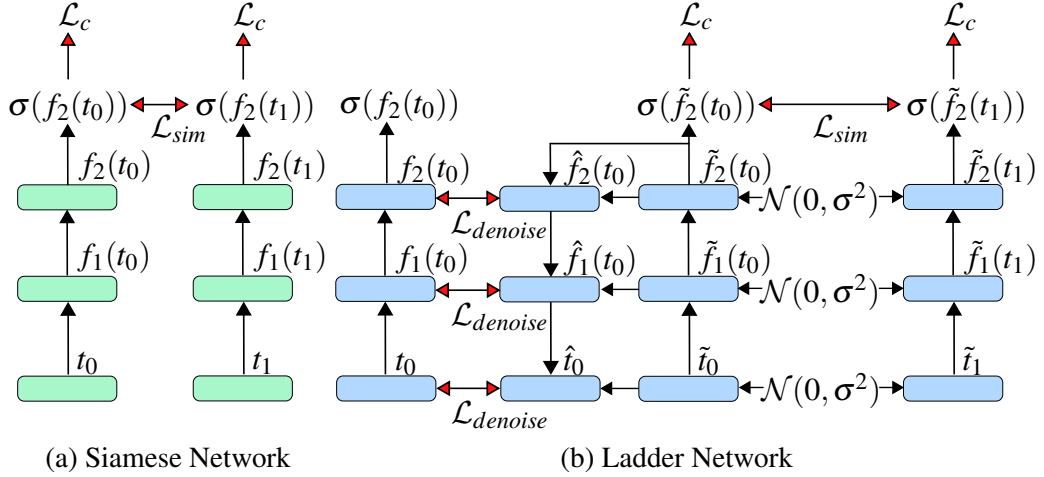 ℒc ℒc ℒc ℒc
σ(f2(t0)) σ(f2(t1)) σ(f2(t0)) σ(f̃2(t0)) σ(f̃2(t1))
ℒsim ℒsim
f2(t0) f2(t1) f2(t0) f̂2(t0) f̃2(t0) 𝒩(0, σ²) f̃2(t1)
ℒdenoise
f1(t0) f1(t1) f1(t0) f̂1(t0) f̃1(t0) 𝒩(0, σ²) f̃1(t1)
ℒdenoise
t0 t1 t0 t̂0 t̃0 𝒩(0, σ²) t̃1
ℒdenoise
(a) Siamese Network (b) Ladder Network